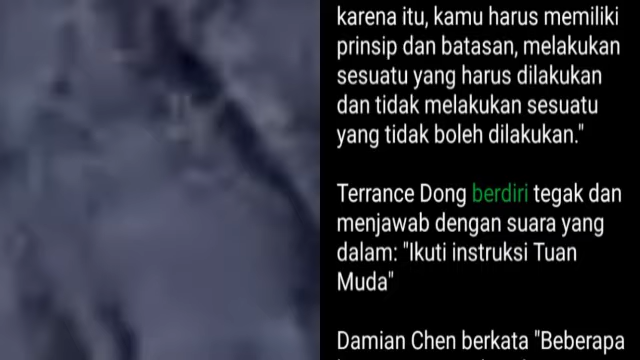 karena itu, kamu harus memiliki
prinsip dan batasan, melakukan
sesuatu yang harus dilakukan
dan tidak melakukan sesuatu
yang tidak boleh dilakukan."
Terrance Dong berdiri tegak dan
menjawab dengan suara yang
dalam: "Ikuti instruksi Tuan
Muda"
Damian Chen berkata "Beberapa